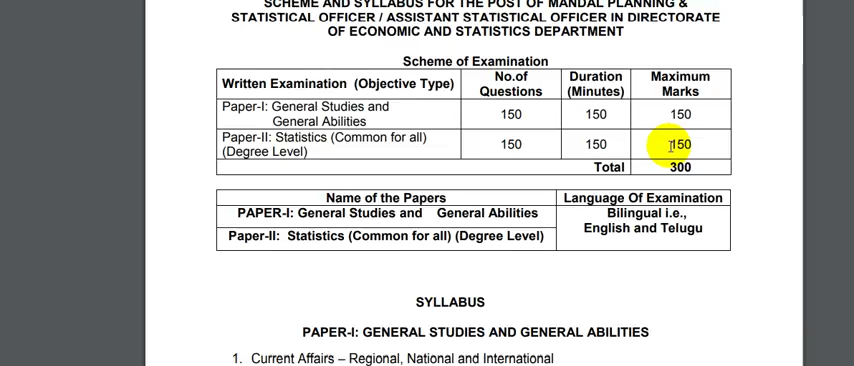 SCHEME AND SYLLABUS FOR THE POST OF MANDAL PLANNING &
STATISTICAL OFFICER / ASSISTANT STATISTICAL OFFICER IN DIRECTORATE
OF ECONOMIC AND STATISTICS DEPARTMENT
Scheme of Examination
Written Examination (Objective Type) No.of Questions Duration (Minutes) Maximum Marks
Paper-I: General Studies and General Abilities 150 150 150
Paper-II: Statistics (Common for all) (Degree Level) 150 150 150
Total 300
Name of the Papers Language Of Examination
PAPER-I: General Studies and General Abilities Bilingual i.e.,
English and Telugu
Paper-II: Statistics (Common for all) (Degree Level)
SYLLABUS
PAPER-I: GENERAL STUDIES AND GENERAL ABILITIES
1. Current Affairs – Regional, National and International